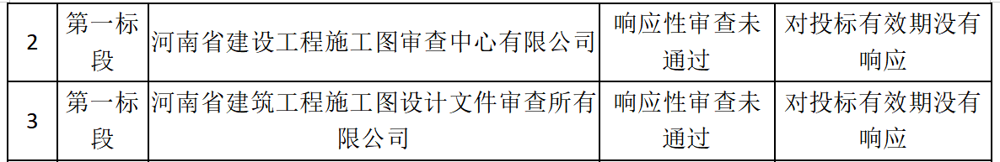 2
第一标
段
河南省建设工程施工图审查中心有限公司
响应性审查未
通过
对投标有效期没有
响应
3
第一标
段
河南省建筑工程施工图设计文件审查所有
限公司
响应性审查未
通过
对投标有效期没有
响应